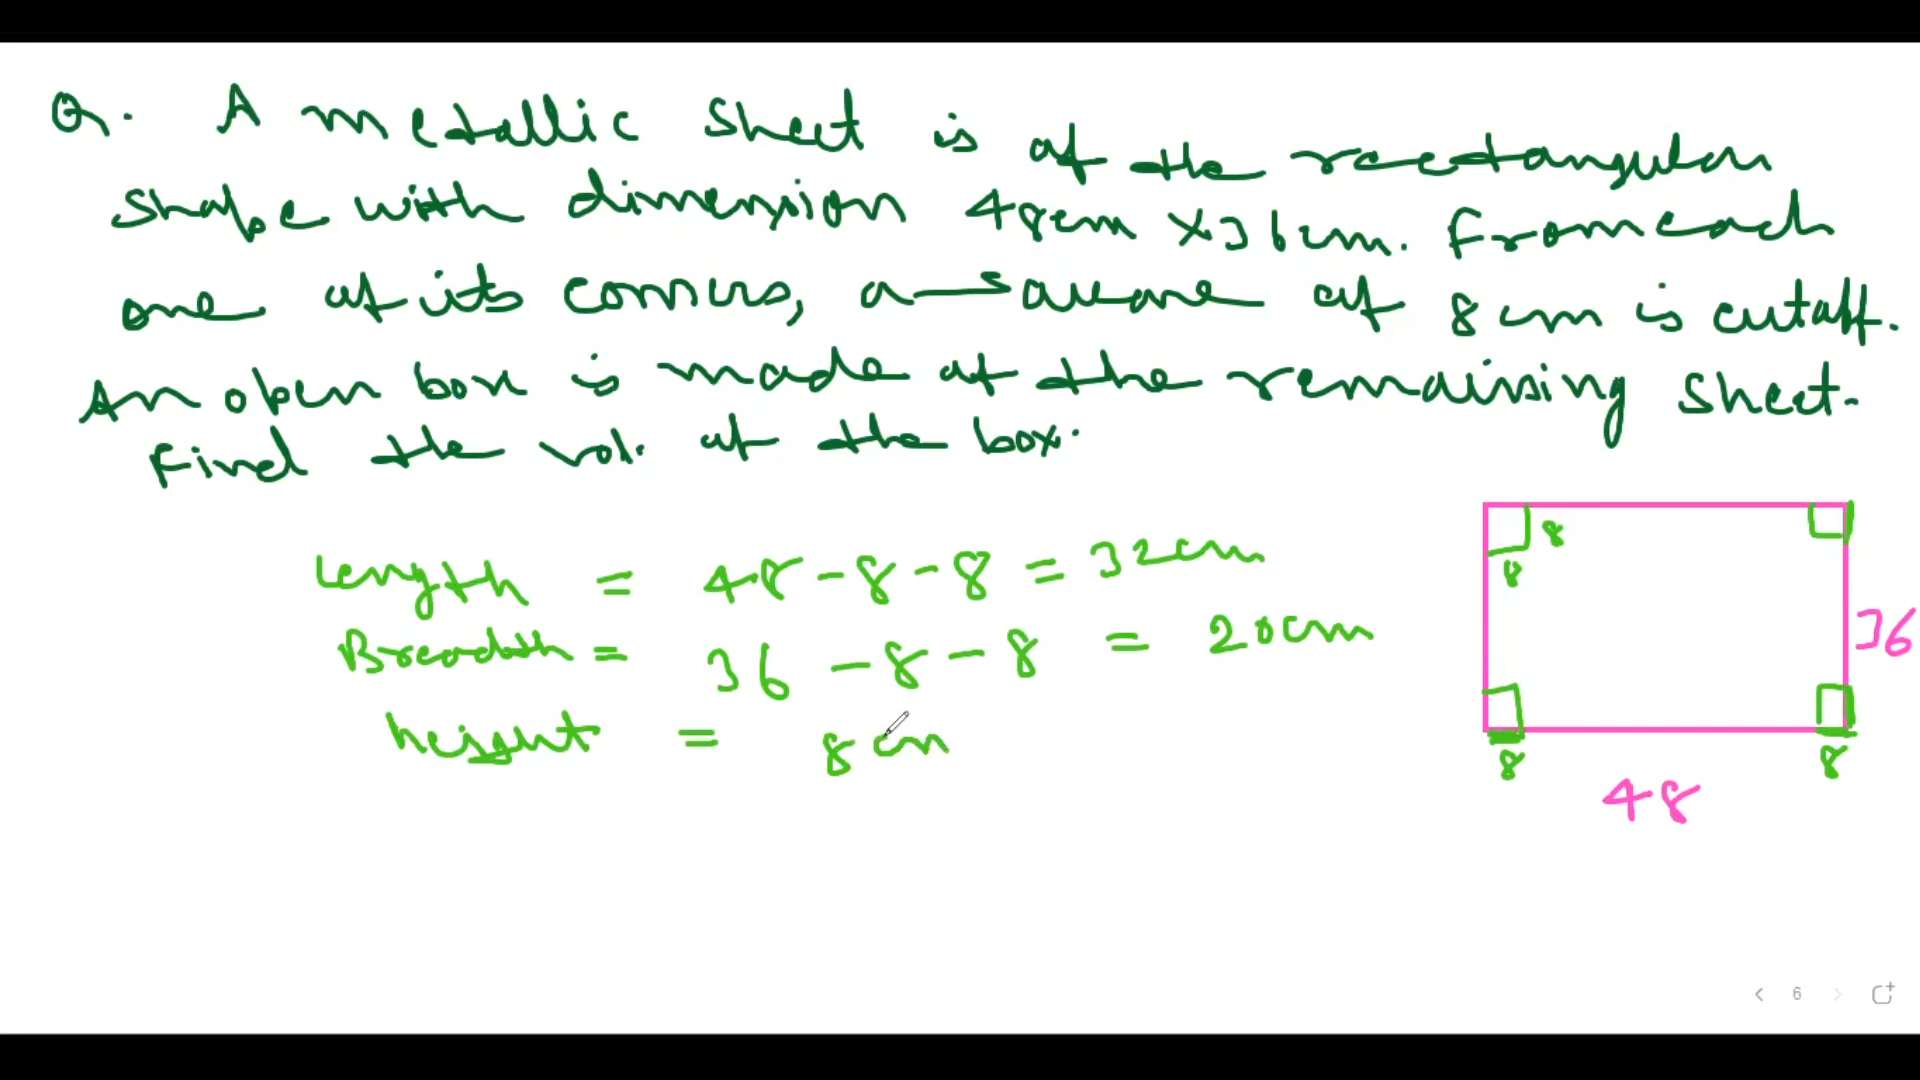 Q. A metallic sheet is of the rectangular
shape with dimension 48cm × 36cm. From each
one of its corners, a square of 8cm is cutoff.
An open box is made of the remaining sheet.
Find the vol. of the box.
Length = 48 - 8 - 8 = 32cm
Breadth = 36 - 8 - 8 = 20cm
height = 8cm
8
8
36
8
8
48
6